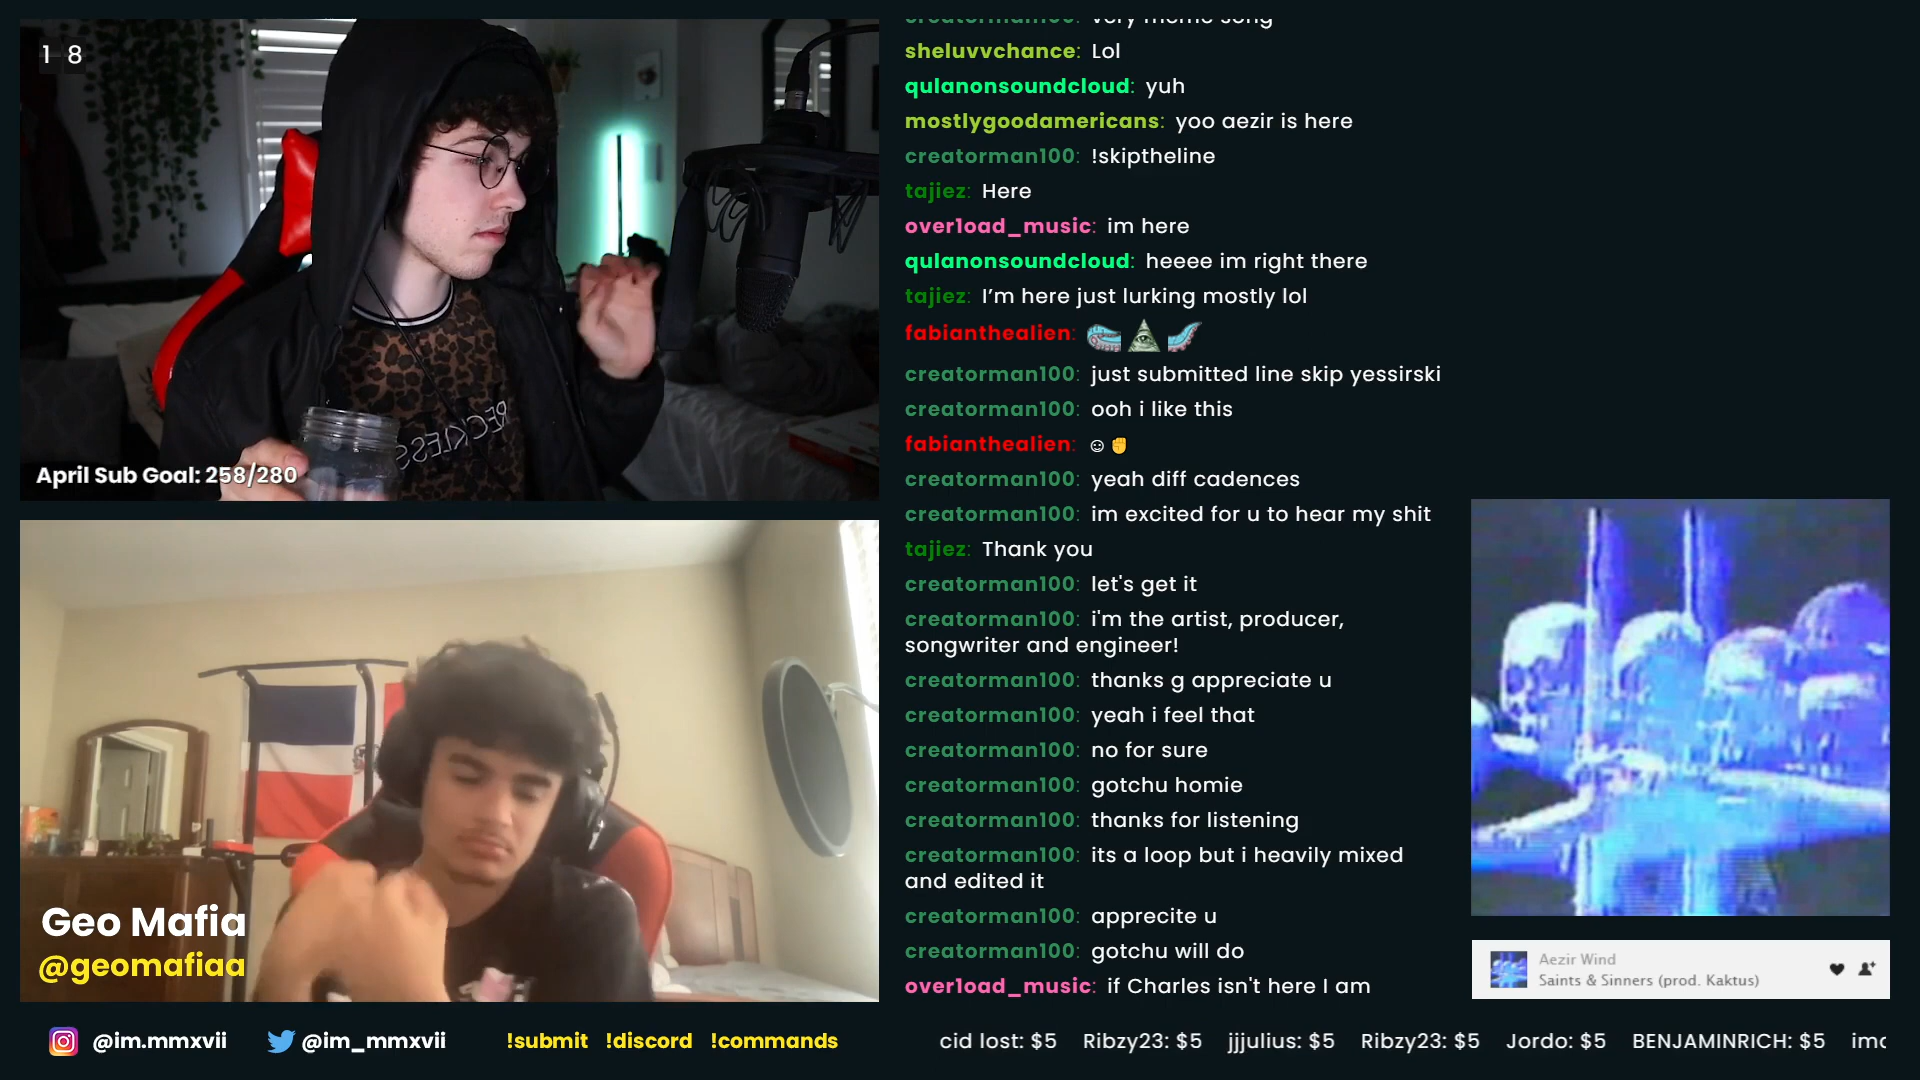 1 8
RECKLESS
April Sub Goal: 258/280
Geo Mafia
@geomafiaa
creatorman100: very meme song
sheluvvchance: Lol
qulanonsoundcloud: yuh
mostlygoodamericans: yoo aezir is here
creatorman100: !skiptheline
tajiez: Here
over1oad_music: im here
qulanonsoundcloud: heeee im right there
tajiez: I’m here just lurking mostly lol
fabianthealien:
creatorman100: just submitted line skip yessirski
creatorman100: ooh i like this
fabianthealien: ☺✊
creatorman100: yeah diff cadences
creatorman100: im excited for u to hear my shit
tajiez: Thank you
creatorman100: let's get it
creatorman100: i'm the artist, producer,
songwriter and engineer!
creatorman100: thanks g appreciate u
creatorman100: yeah i feel that
creatorman100: no for sure
creatorman100: gotchu homie
creatorman100: thanks for listening
creatorman100: its a loop but i heavily mixed
and edited it
creatorman100: apprecite u
creatorman100: gotchu will do
over1oad_music: if Charles isn't here I am
Aezir Wind
Saints & Sinners (prod. Kaktus)
@im.mmxvii @im_mmxvii !submit !discord !commands
cid lost: $5 Ribzy23: $5 jjjulius: $5 Ribzy23: $5 Jordo: $5 BENJAMINRICH: $5